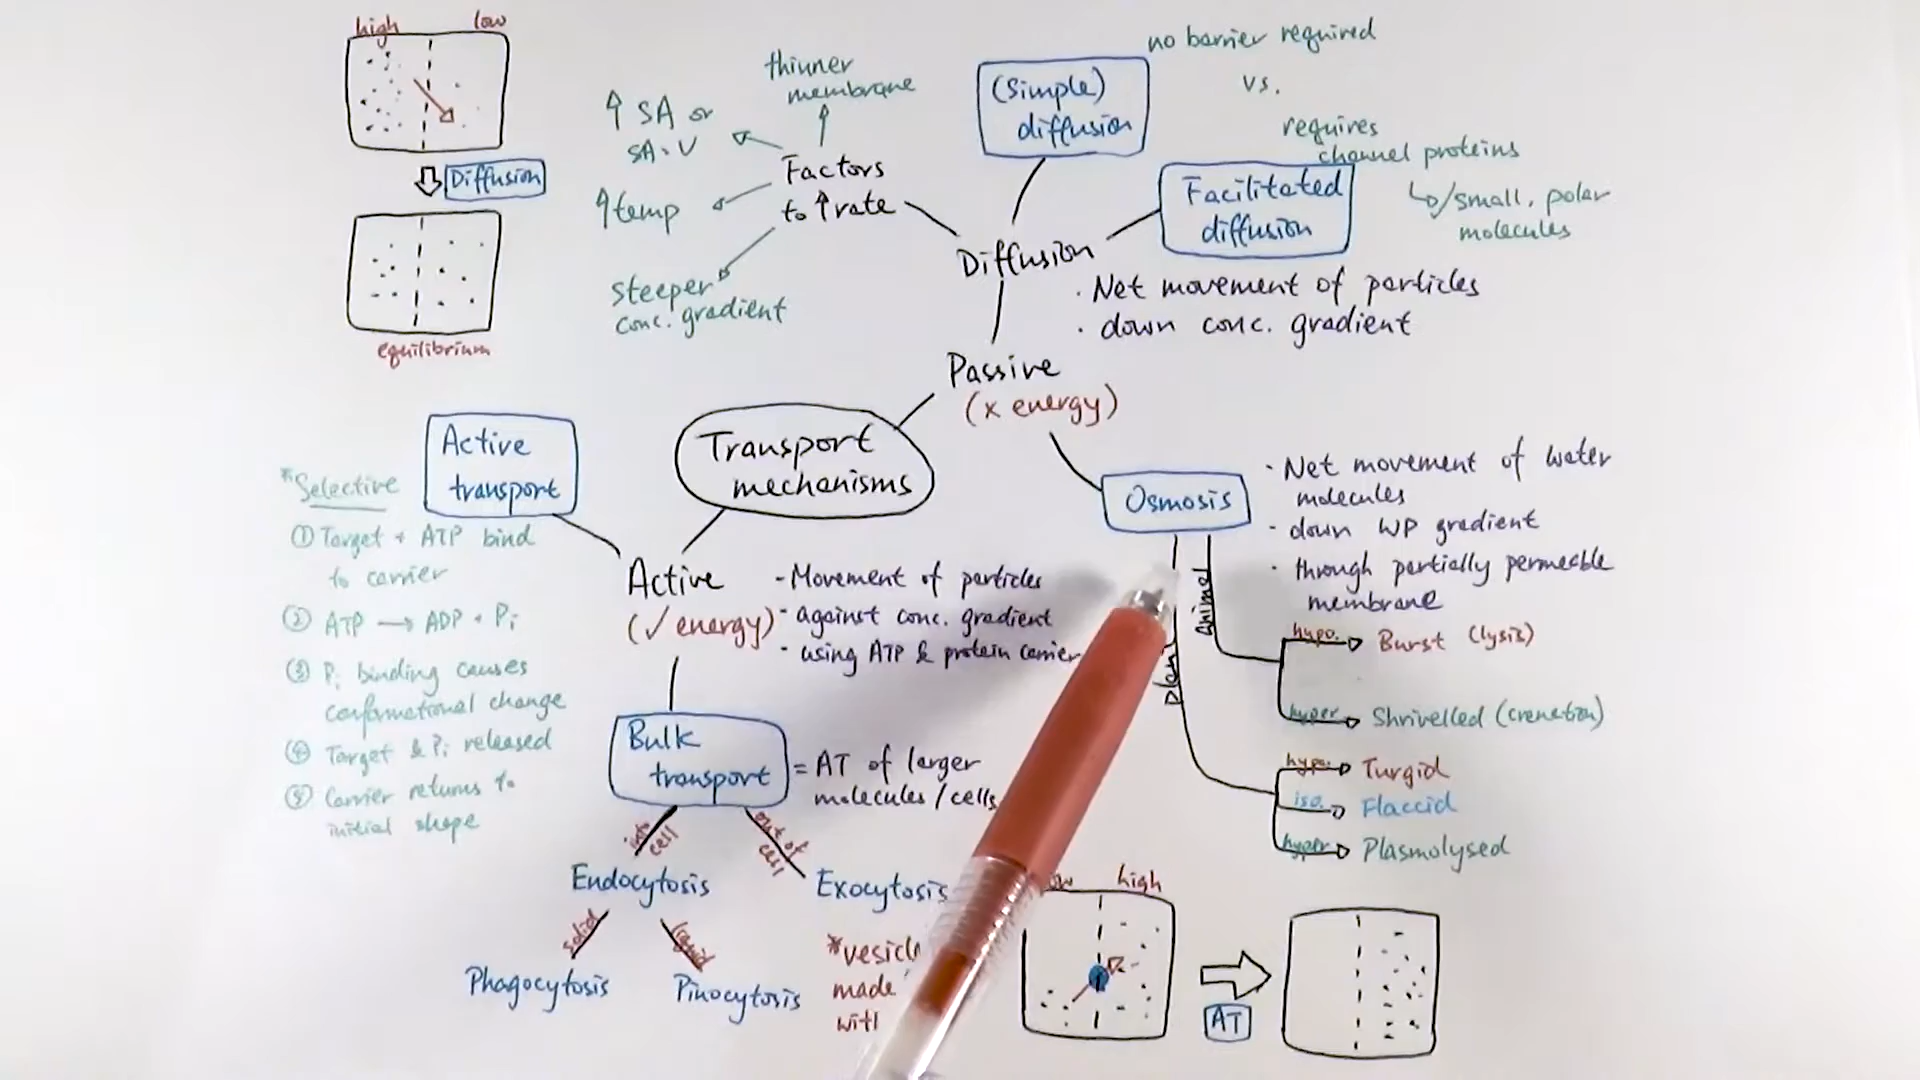 high
low
Diffusion
equilibrium
thinner
membrane
↑ SA or
SA:V
Factors
to ↑rate
↑temp
steeper
conc. gradient
(Simple)
diffusion
no barrier required
vs.
requires
channel proteins
small, polar
molecules
Facilitated
diffusion
Diffusion
· Net movement of particles
· down conc. gradient
Passive
(x energy)
Transport
mechanisms
Active
transport
*Selective
① Target + ATP bind
to carrier
② ATP → ADP + Pi
③ Pi binding causes
conformational change
④ Target & Pi released
⑤ Carrier returns to
initial shape
Active
(✓ energy)
- Movement of particles
- against conc. gradient
- using ATP & protein carrier
Osmosis
· Net movement of water
molecules
- down WP gradient
· through partially permeable
membrane
animal
hypo.
Burst (lysis)
hyper
Shrivelled (crenation)
hypo.
Turgid
iso.
Flaccid
hyper
Plasmolysed
Bulk
transport
= AT of larger
molecules/cells
into
cell
out of
cell
Endocytosis
Exocytosis
solid
liquid
Phagocytosis
Pinocytosis
made
high
AT